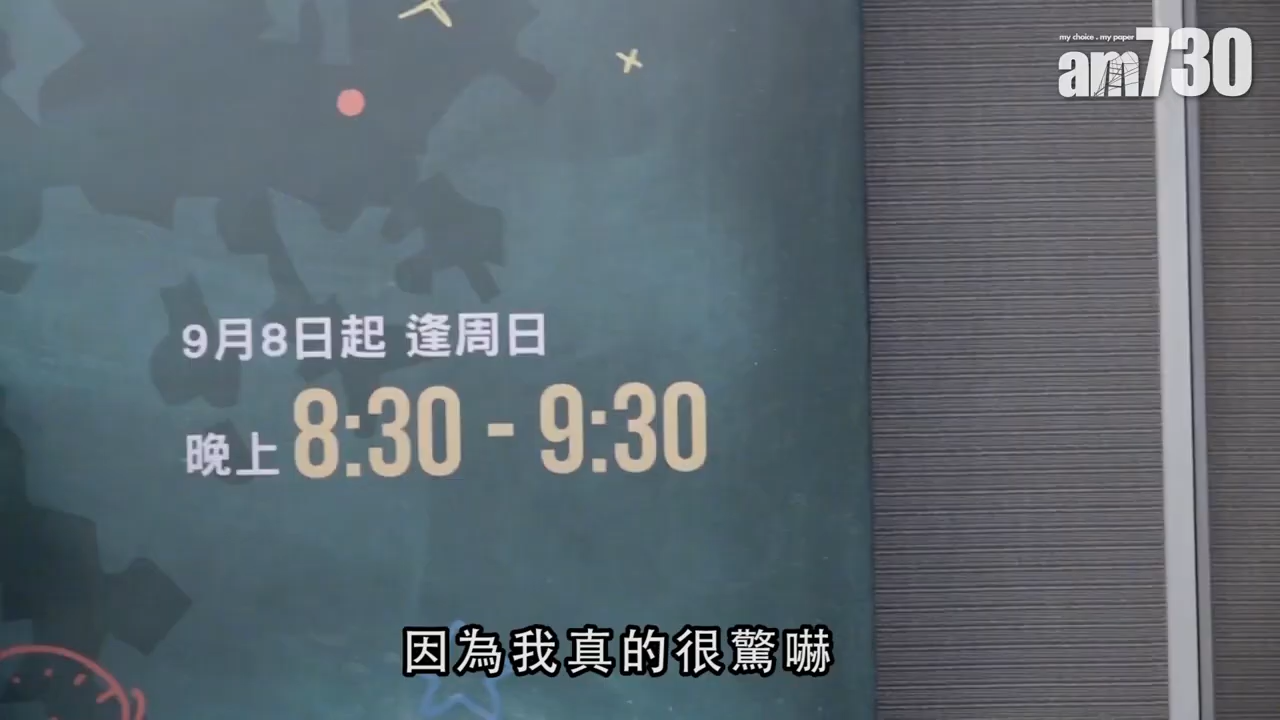 my choice . my paper
am730
9月8日起 逢周日
晚上 8:30 - 9:30
因為我真的很驚嚇